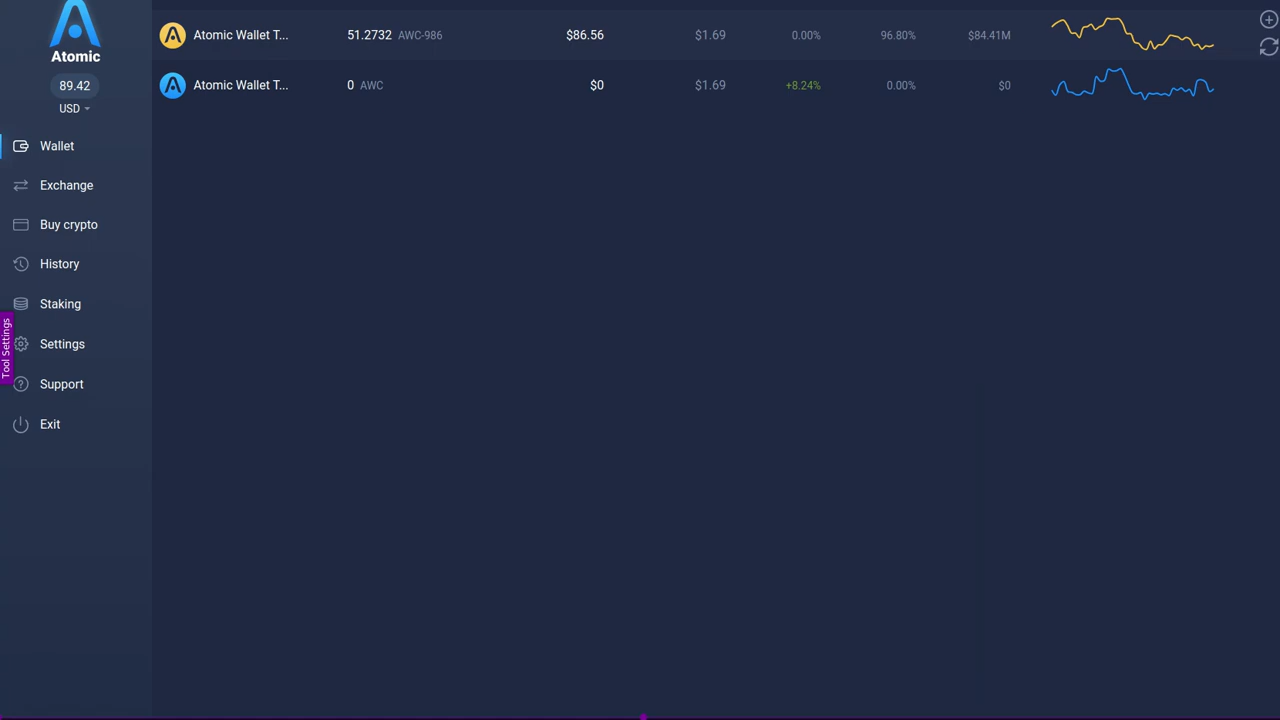 Atomic
89.42
USD
Wallet
Exchange
Buy crypto
History
Staking
Settings
Support
Exit
Tool Settings
Atomic Wallet T... 51.2732 AWC-986 $86.56 $1.69 0.00% 96.80% $84.41M
Atomic Wallet T... 0 AWC $0 $1.69 +8.24% 0.00% $0